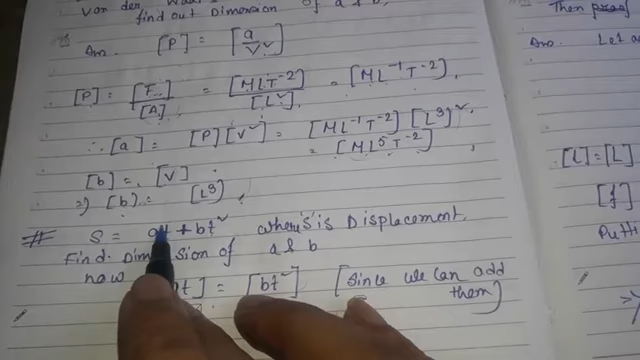 Von der Waal
find out Dimension of a & b.
Ans. [P] = [a/V²]
[P] = [F]/[A] = [MLT⁻²]/[L²] = [ML⁻¹T⁻²],
∴ [a] = [P][V²] = [ML⁻¹T⁻²][L³]²
= [ML⁵T⁻²],
[b] = [V]
⇒ [b] = [L³],
# S = at + bt² where S is Displacement.
Find Dimension of a & b
now [at] = [bt²] [Since we can add them]
Then proof
Ans. Let a
[L] = [L]
[f]
Putti